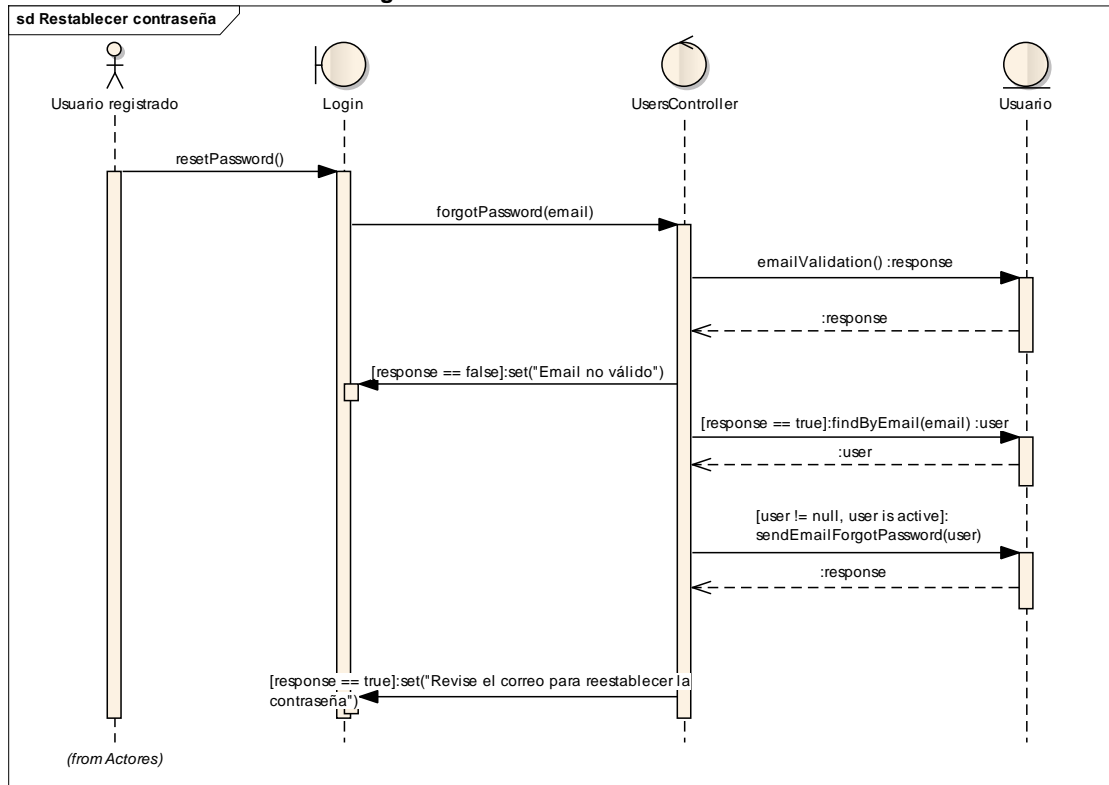 sd Restablecer contraseña
Usuario registrado
Login
UsersController
Usuario
resetPassword()
forgotPassword(email)
emailValidation() :response
:response
[response == false]:set("Email no válido")
[response == true]:findByEmail(email) :user
:user
[user != null, user is active]:
sendEmailForgotPassword(user)
:response
[response == true]:set("Revise el correo para reestablecer la
contraseña")
(from Actores)